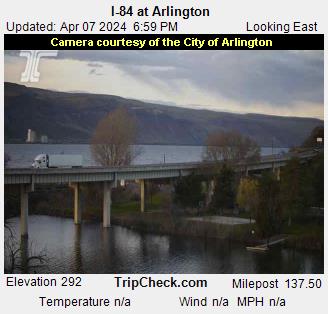 I-84 at Arlington
Updated: Apr 07 2024 6:59 PM Looking East
Camera courtesy of the City of Arlington
Elevation 292 TripCheck.com Milepost 137.50
Temperature n/a Wind n/a MPH n/a